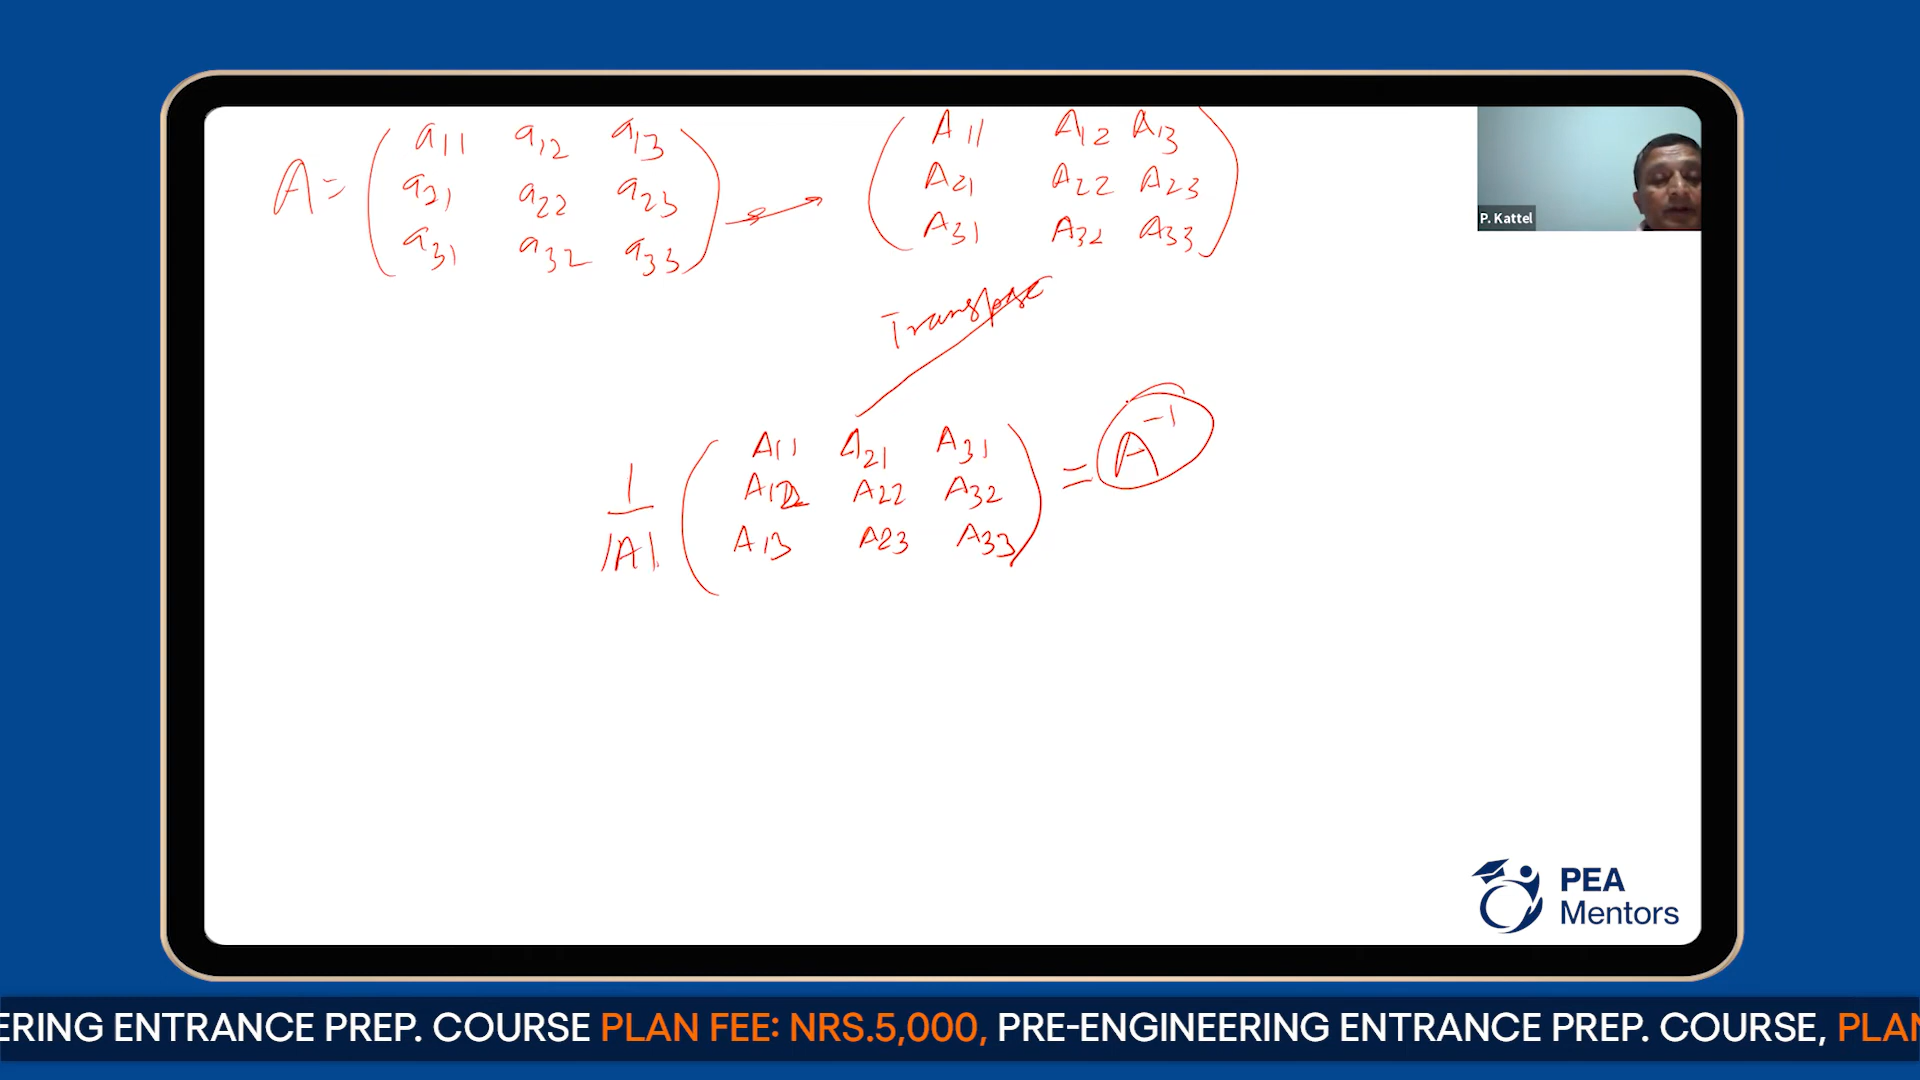 A = ( a11 a12 a13
a21 a22 a23
a31 a32 a33 )
( A11 A12 A13
A21 A22 A23
A31 A32 A33 )
P. Kattel
Transpose
1/|A| ( A11 A21 A31
A12 A22 A32
A13 A23 A33 ) = A^-1
PEA
Mentors
ERING ENTRANCE PREP. COURSE PLAN FEE: NRS.5,000, PRE-ENGINEERING ENTRANCE PREP. COURSE, PLAN